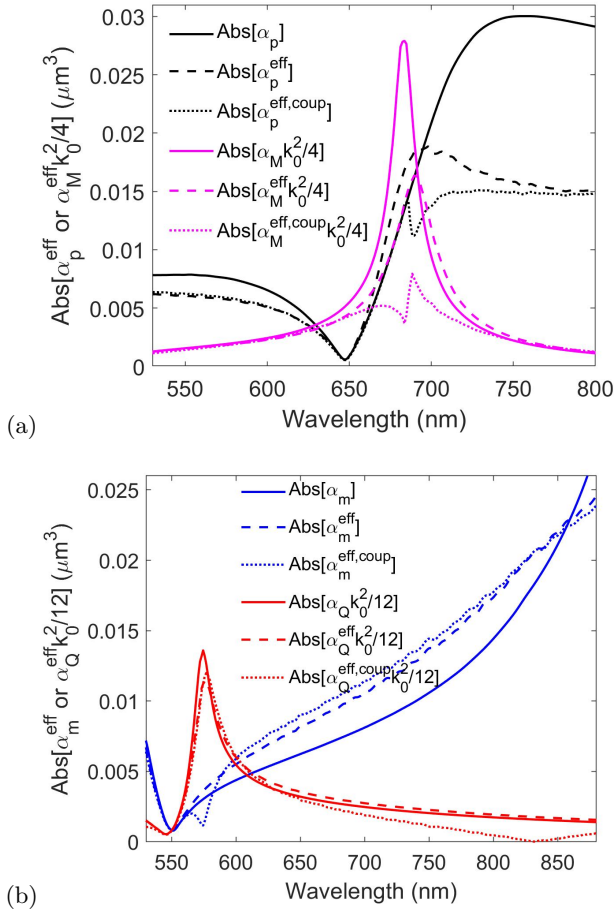 0.03
0.025
0.02
0.015
0.01
0.005
0
Abs[α_p^eff or α_M^eff k_0^2/4] (μm^3)
Abs[α_p]
Abs[α_p^eff]
Abs[α_p^eff,coup]
Abs[α_M k_0^2/4]
Abs[α_M^eff k_0^2/4]
Abs[α_M^eff,coup k_0^2/4]
550 600 650 700 750 800
Wavelength (nm)
(a)
0.025
0.02
0.015
0.01
0.005
0
Abs[α_m^eff or α_Q^eff k_0^2/12] (μm^3)
Abs[α_m]
Abs[α_m^eff]
Abs[α_m^eff,coup]
Abs[α_Q k_0^2/12]
Abs[α_Q^eff k_0^2/12]
Abs[α_Q^eff,coup k_0^2/12]
550 600 650 700 750 800 850
Wavelength (nm)
(b)